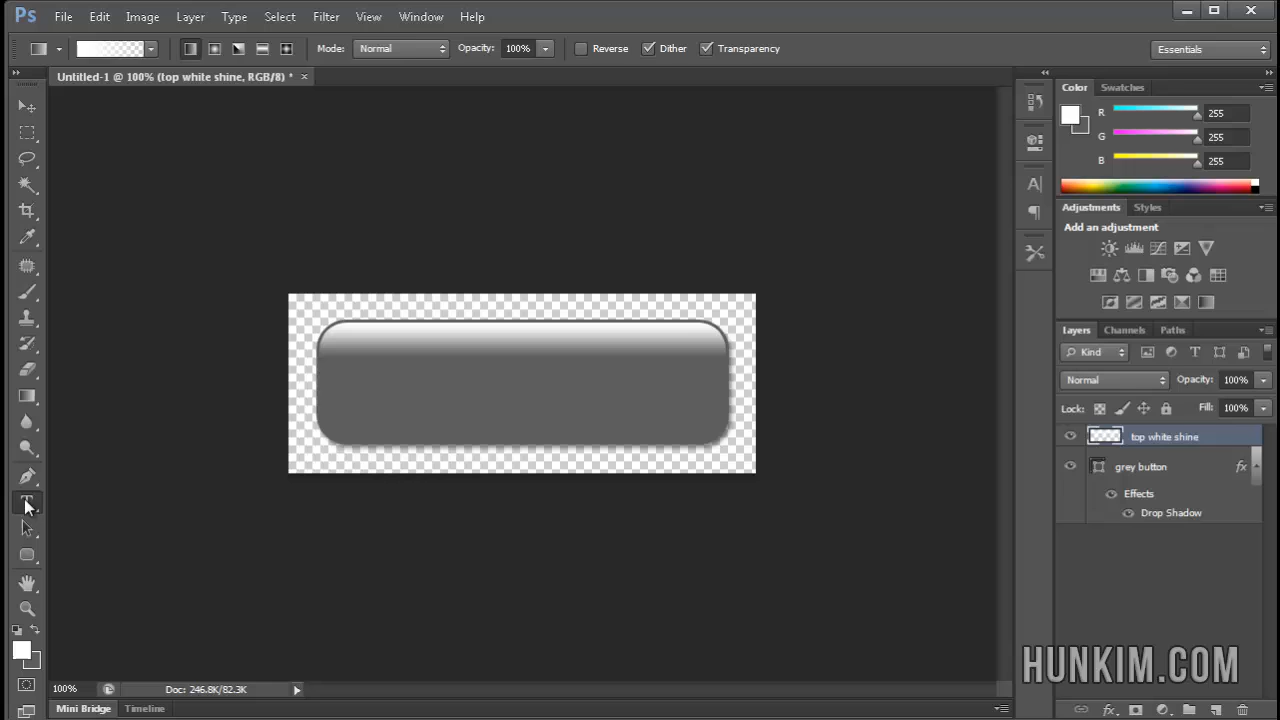 Ps File Edit Image Layer Type Select Filter View Window Help
Mode: Normal Opacity: 100% Reverse Dither Transparency Essentials
Untitled-1 @ 100% (top white shine, RGB/8) *
Color Swatches
R 255
G 255
B 255
Adjustments Styles
Add an adjustment
Layers Channels Paths
Kind
Normal Opacity: 100%
Lock: Fill: 100%
top white shine
grey button fx
Effects
Drop Shadow
HUNKIM.COM
100% Doc: 246.8K/82.3K
Mini Bridge Timeline